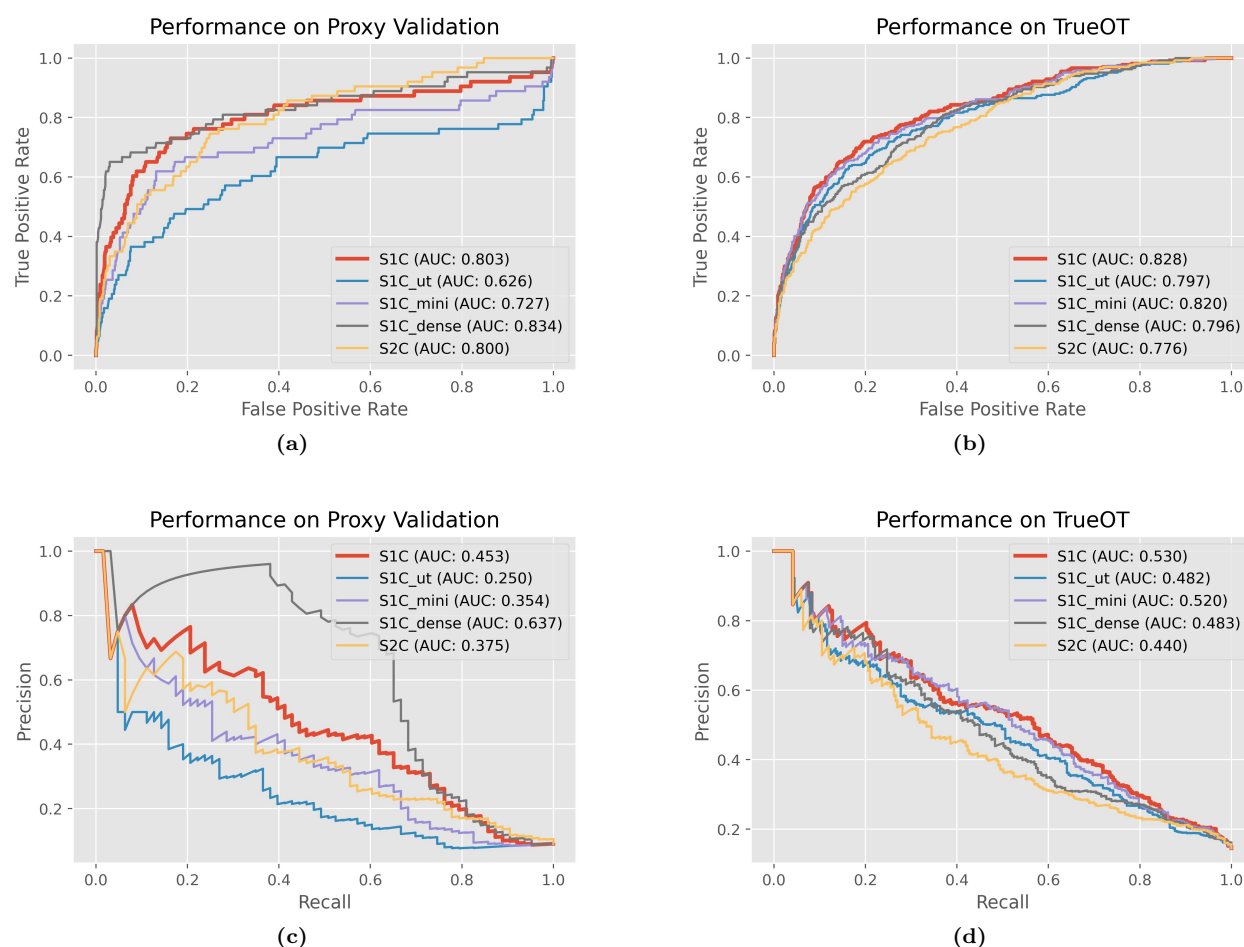 Performance on Proxy Validation
True Positive Rate
1.0
0.8
0.6
0.4
0.2
0.0
S1C (AUC: 0.803)
S1C_ut (AUC: 0.626)
S1C_mini (AUC: 0.727)
S1C_dense (AUC: 0.834)
S2C (AUC: 0.800)
0.0 0.2 0.4 0.6 0.8 1.0
False Positive Rate
(a)
Performance on TrueOT
True Positive Rate
1.0
0.8
0.6
0.4
0.2
0.0
S1C (AUC: 0.828)
S1C_ut (AUC: 0.797)
S1C_mini (AUC: 0.820)
S1C_dense (AUC: 0.796)
S2C (AUC: 0.776)
0.0 0.2 0.4 0.6 0.8 1.0
False Positive Rate
(b)
Performance on Proxy Validation
Precision
1.0
0.8
0.6
0.4
0.2
S1C (AUC: 0.453)
S1C_ut (AUC: 0.250)
S1C_mini (AUC: 0.354)
S1C_dense (AUC: 0.637)
S2C (AUC: 0.375)
0.0 0.2 0.4 0.6 0.8 1.0
Recall
(c)
Performance on TrueOT
Precision
1.0
0.8
0.6
0.4
0.2
S1C (AUC: 0.530)
S1C_ut (AUC: 0.482)
S1C_mini (AUC: 0.520)
S1C_dense (AUC: 0.483)
S2C (AUC: 0.440)
0.0 0.2 0.4 0.6 0.8 1.0
Recall
(d)